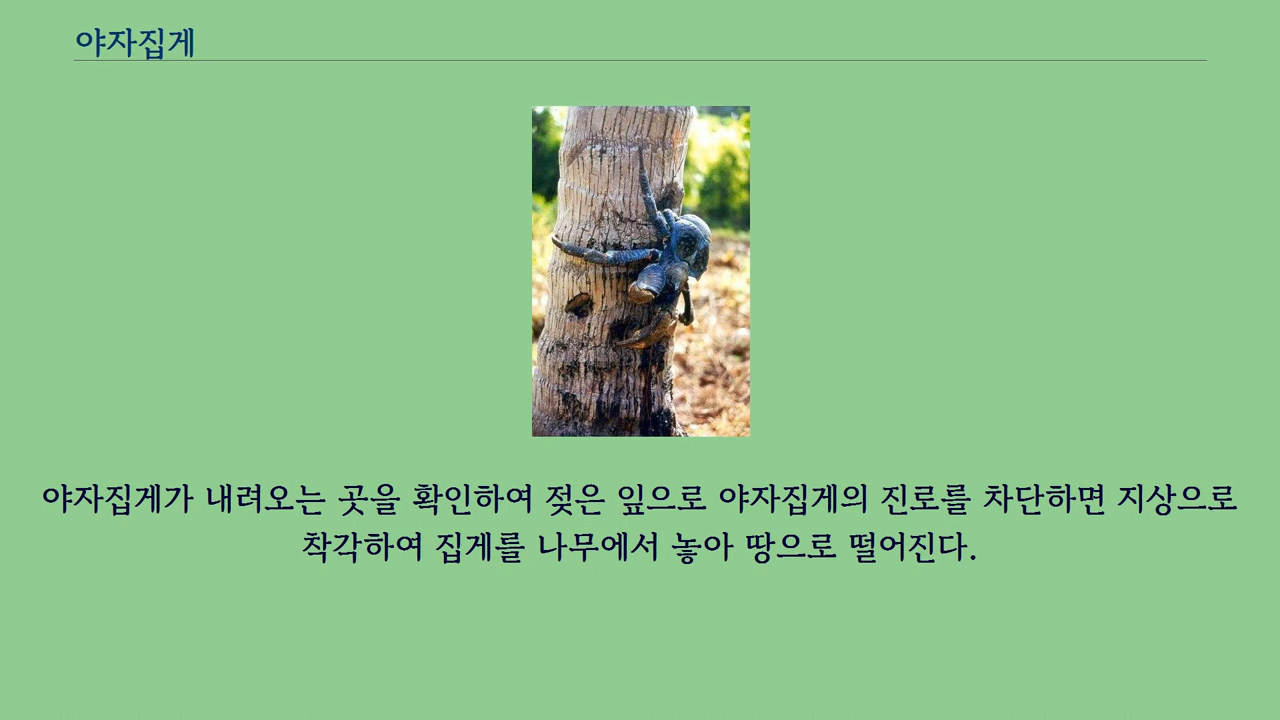 야자집게
야자집게가 내려오는 곳을 확인하여 젖은 잎으로 야자집게의 진로를 차단하면 지상으로
착각하여 집게를 나무에서 놓아 땅으로 떨어진다.